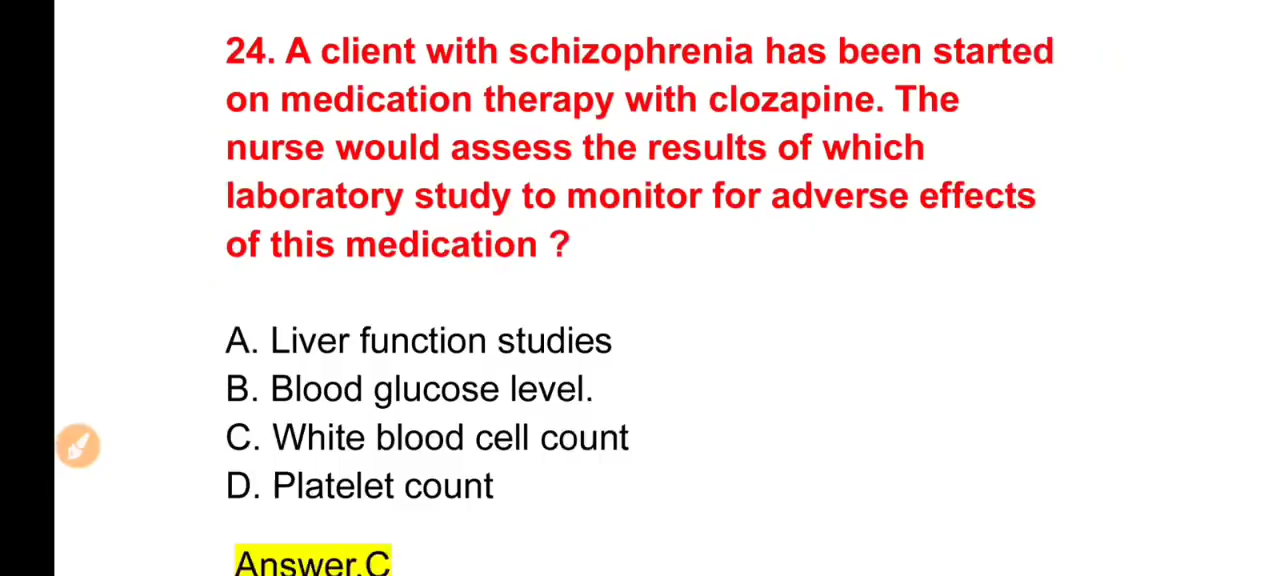 24. A client with schizophrenia has been started
on medication therapy with clozapine. The
nurse would assess the results of which
laboratory study to monitor for adverse effects
of this medication ?
A. Liver function studies
B. Blood glucose level.
C. White blood cell count
D. Platelet count
Answer.C